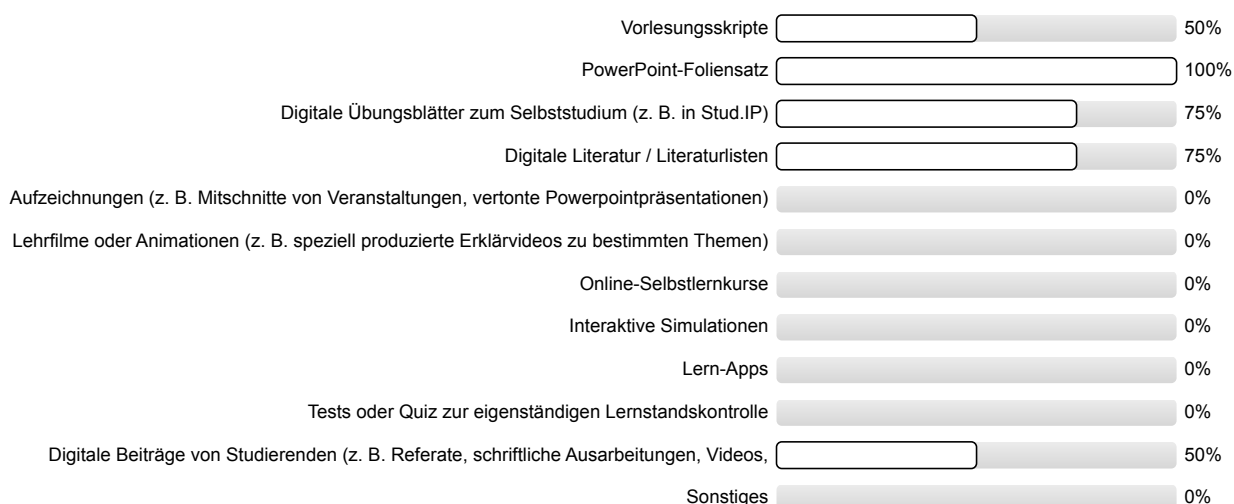 Vorlesungsskripte 50%
PowerPoint-Foliensatz 100%
Digitale Übungsblätter zum Selbststudium (z. B. in Stud.IP) 75%
Digitale Literatur / Literaturlisten 75%
Aufzeichnungen (z. B. Mitschnitte von Veranstaltungen, vertonte Powerpointpräsentationen) 0%
Lehrfilme oder Animationen (z. B. speziell produzierte Erklärvideos zu bestimmten Themen) 0%
Online-Selbstlernkurse 0%
Interaktive Simulationen 0%
Lern-Apps 0%
Tests oder Quiz zur eigenständigen Lernstandskontrolle 0%
Digitale Beiträge von Studierenden (z. B. Referate, schriftliche Ausarbeitungen, Videos, 50%
Sonstiges 0%